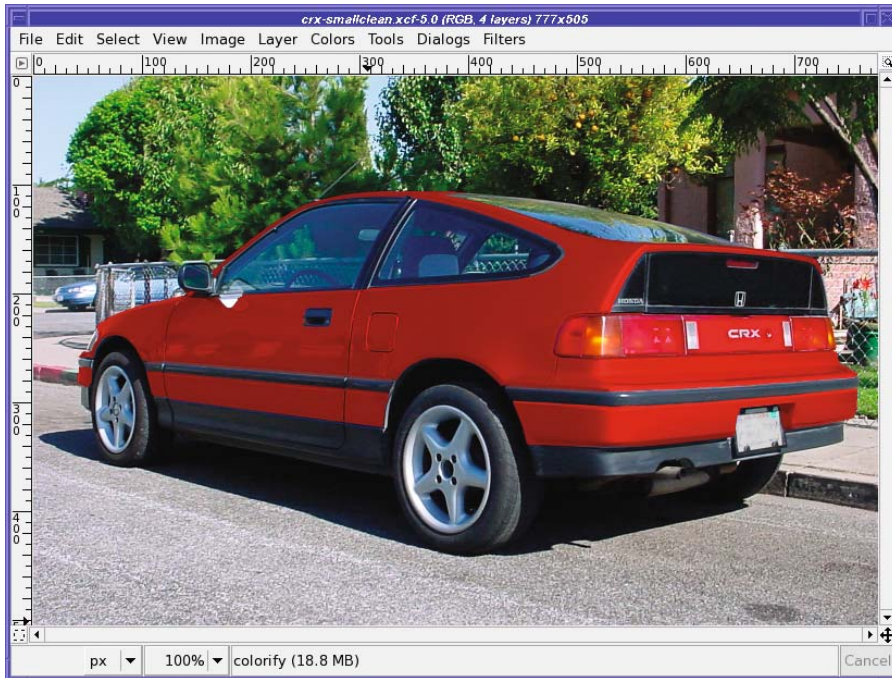 crx-smallclean.xcf-5.0 (RGB, 4 layers) 777x505
File Edit Select View Image Layer Colors Tools Dialogs Filters
0 100 200 300 400 500 600 700
0
100
200
300
400
HONDA
CRX
px 100% colorify (18.8 MB) Cancel